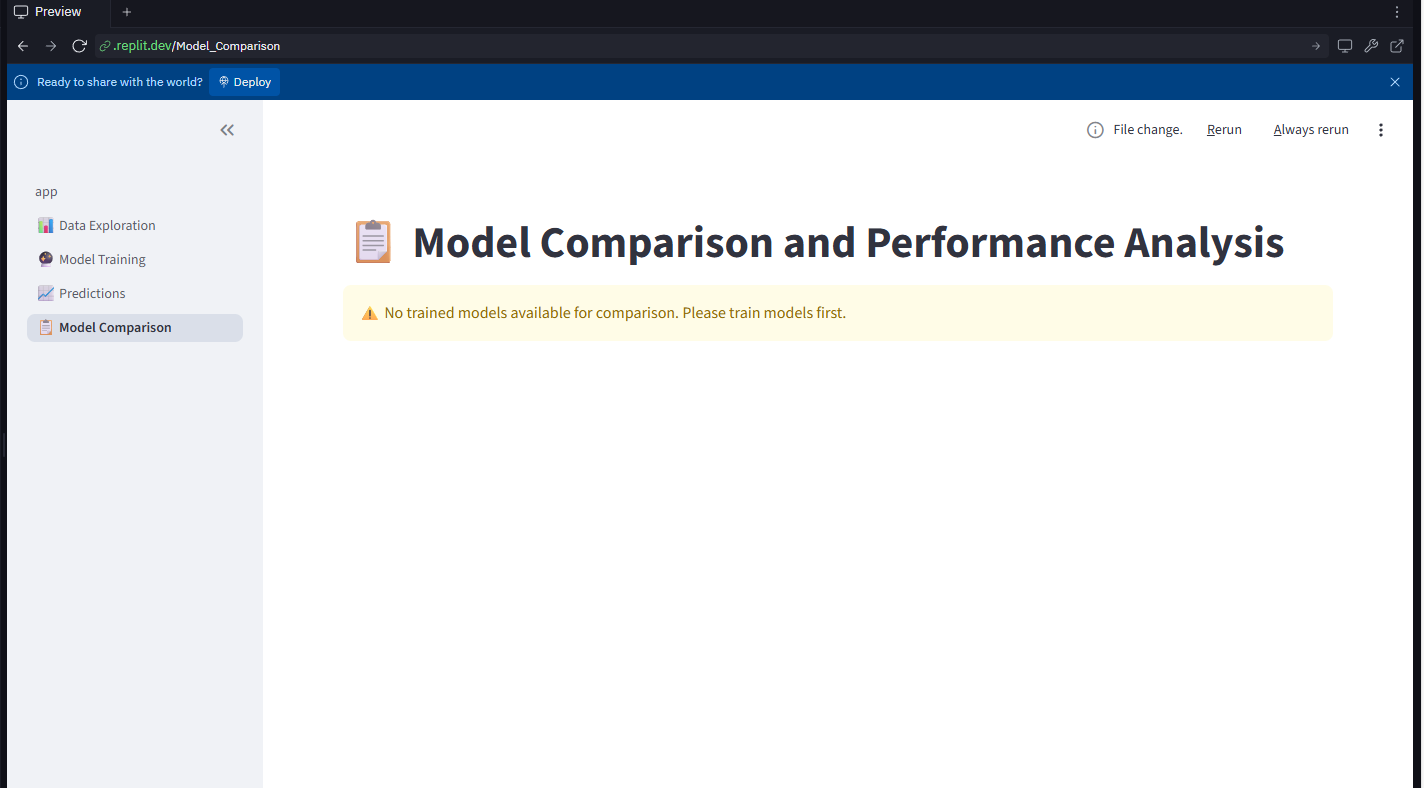 Preview
.replit.dev/Model_Comparison
Ready to share with the world? Deploy
File change. Rerun Always rerun
app
Data Exploration
Model Training
Predictions
Model Comparison
Model Comparison and Performance Analysis
No trained models available for comparison. Please train models first.